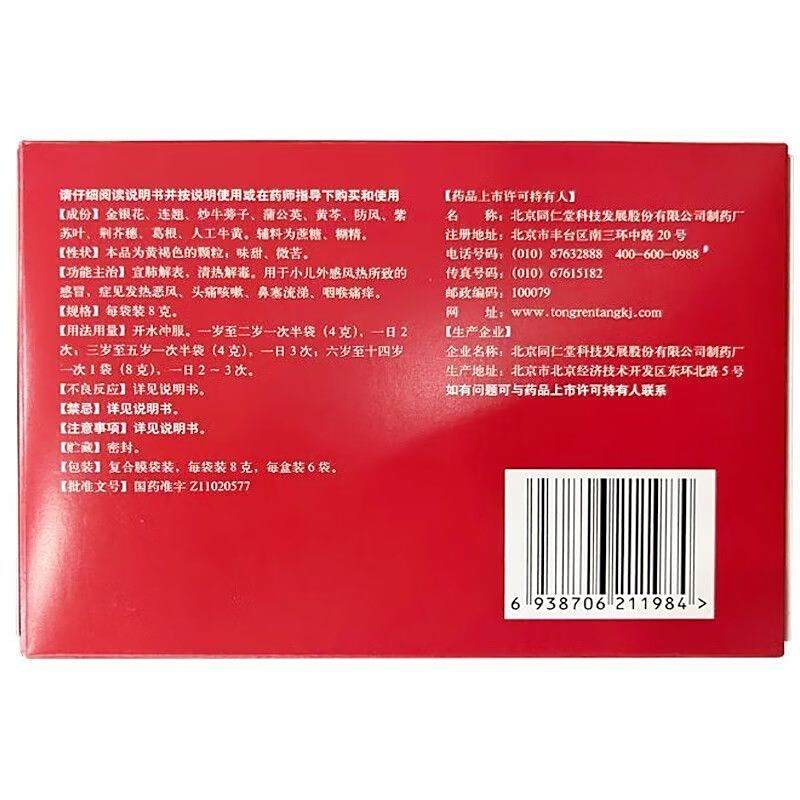 请仔细阅读说明书并按说明使用或在药师指导下购买和使用
【成份】金银花、连翘、炒牛蒡子、蒲公英、黄芩、防风、紫
苏叶、荆芥穗、葛根、人工牛黄。辅料为蔗糖、糊精。
【性状】本品为黄褐色的颗粒；味甜、微苦。
【功能主治】宣肺解表，清热解毒。用于小儿外感风热所致的
感冒，症见发热恶风、头痛咳嗽、鼻塞流涕、咽喉痛痒。
【规格】每袋装 8 克。
【用法用量】开水冲服。一岁至二岁一次半袋（4 克），一日 2
次；三岁至五岁一次半袋（4 克），一日 3 次；六岁至十四岁
一次 1 袋（8 克），一日 2～3 次。
【不良反应】详见说明书。
【禁忌】详见说明书。
【注意事项】详见说明书。
【贮藏】密封。
【包装】复合膜袋装，每袋装 8 克，每盒装 6 袋。
【批准文号】国药准字 Z11020577
【药品上市许可持有人】
名 称：北京同仁堂科技发展股份有限公司制药厂
注册地址：北京市丰台区南三环中路 20 号
电话号码：(010) 87632888 400-600-0988
传真号码：(010) 67615182
邮政编码：100079
网 址：www.tongrentangkj.com
【生产企业】
企业名称：北京同仁堂科技发展股份有限公司制药厂
生产地址：北京市北京经济技术开发区东环北路 5 号
如有问题可与药品上市许可持有人联系
6 938706 211984 >